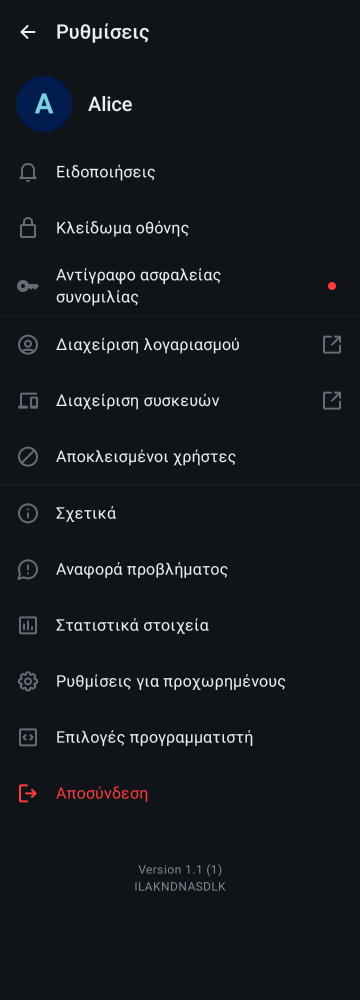 Ρυθμίσεις
A
Alice
Ειδοποιήσεις
Κλείδωμα οθόνης
Αντίγραφο ασφαλείας
συνομιλίας
Διαχείριση λογαριασμού
Διαχείριση συσκευών
Αποκλεισμένοι χρήστες
Σχετικά
Αναφορά προβλήματος
Στατιστικά στοιχεία
Ρυθμίσεις για προχωρημένους
Επιλογές προγραμματιστή
Αποσύνδεση
Version 1.1 (1)
ILAKNDNASDLK